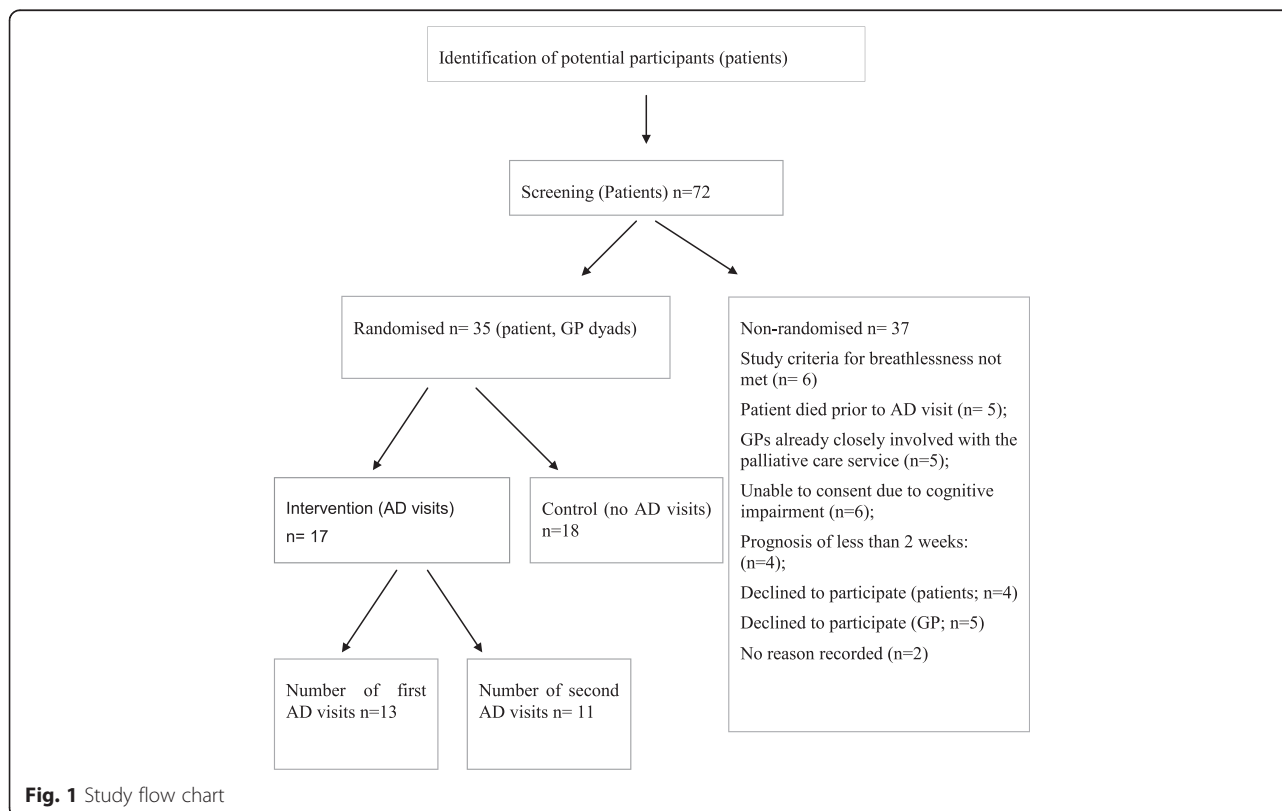 Identification of potential participants (patients)
Screening (Patients) n=72
Randomised n= 35 (patient, GP dyads)
Non-randomised n= 37
Study criteria for breathlessness not
met (n= 6)
Patient died prior to AD visit (n= 5);
GPs already closely involved with the
palliative care service (n=5);
Unable to consent due to cognitive
impairment (n=6);
Prognosis of less than 2 weeks:
(n=4);
Declined to participate (patients; n=4)
Declined to participate (GP; n=5)
No reason recorded (n=2)
Intervention (AD visits)
n= 17
Control (no AD visits)
n=18
Number of first
AD visits n=13
Number of second
AD visits n= 11
Fig. 1 Study flow chart